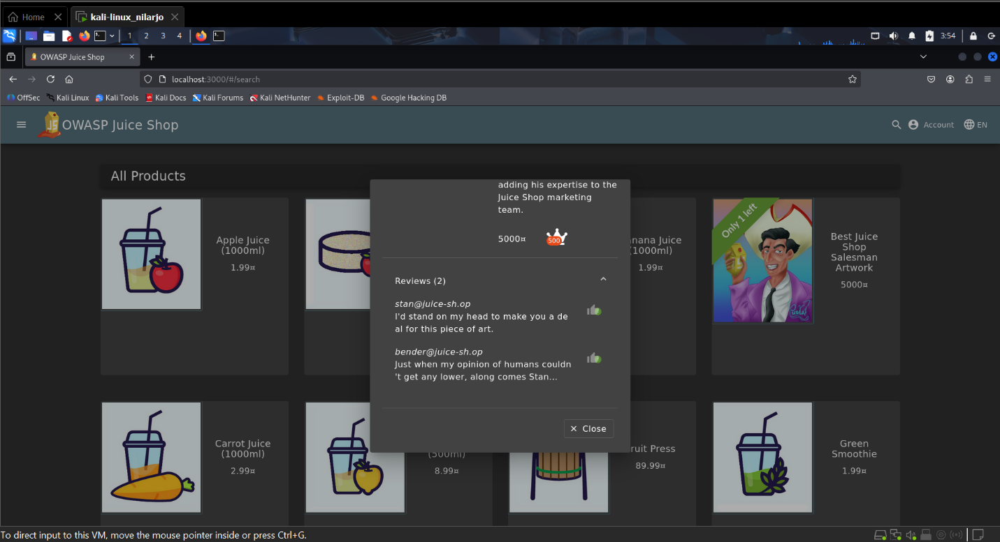 Home
kali-linux_nilarjo
1 2 3 4
3:54
OWASP Juice Shop
localhost:3000/#/search
OffSec Kali Linux Kali Tools Kali Docs Kali Forums Kali NetHunter Exploit-DB Google Hacking DB
OWASP Juice Shop
Account
EN
All Products
Apple Juice
(1000ml)
1.99¤
adding his expertise to the
Juice Shop marketing
team.
5000¤
500
Reviews (2)
stan@juice-sh.op
I'd stand on my head to make you a de
al for this piece of art.
bender@juice-sh.op
Just when my opinion of humans couldn
't get any lower, along comes Stan...
Close
anana Juice
(1000ml)
1.99¤
Only 1 left
Best Juice
Shop
Salesman
Artwork
5000¤
Carrot Juice
(1000ml)
2.99¤
(500ml)
8.99¤
ruit Press
89.99¤
Green
Smoothie
1.99¤
To direct input to this VM, move the mouse pointer inside or press Ctrl+G.